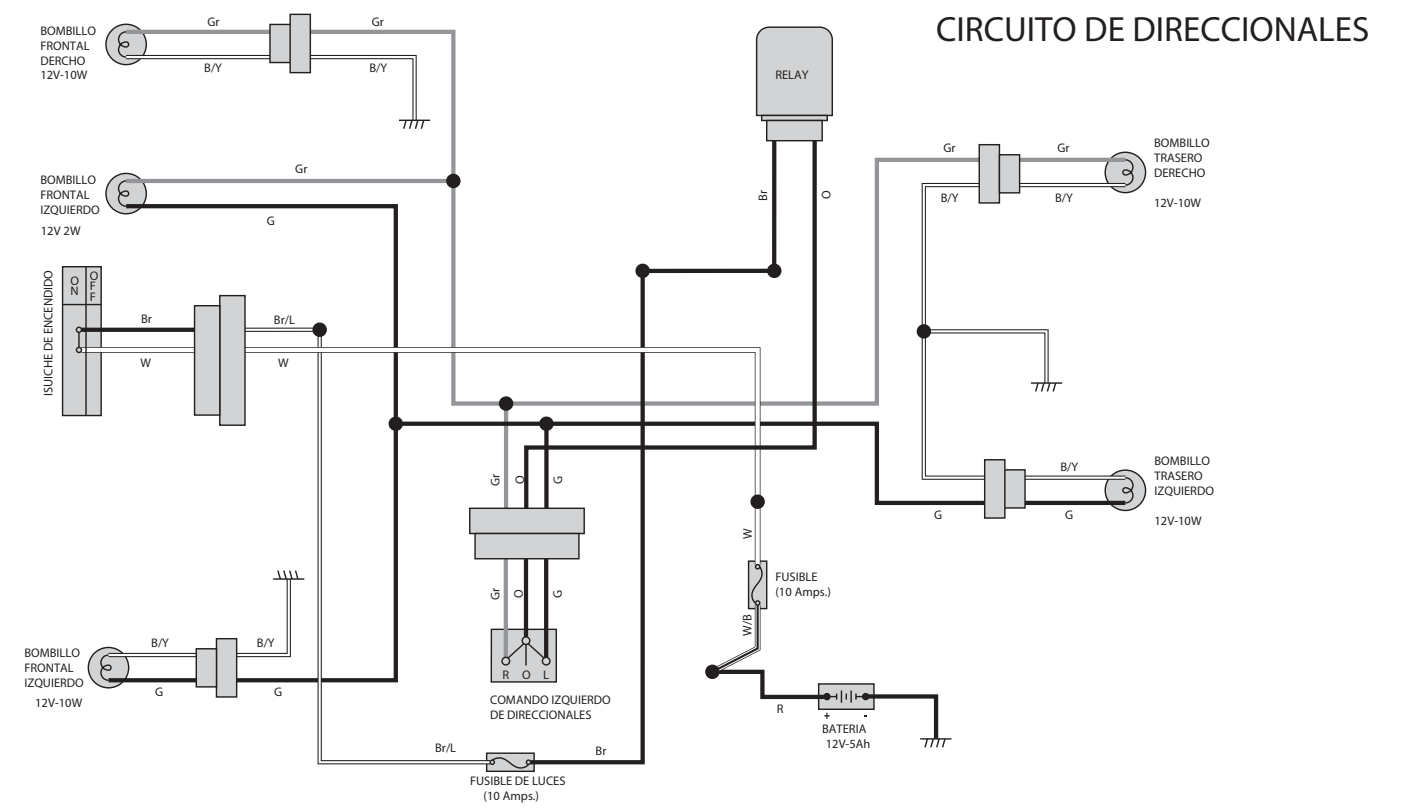 CIRCUITO DE DIRECCIONALES
BOMBILLO
FRONTAL
DERCHO
12V-10W
Gr
Gr
B/Y
B/Y
RELAY
Br
O
BOMBILLO
FRONTAL
IZQUIERDO
12V 2W
Gr
G
Gr
Gr
B/Y
B/Y
BOMBILLO
TRASERO
DERECHO
12V-10W
ISUICHE DE ENCENDIDO
ON
OFF
Br
Br/L
W
W
Gr
O
G
Gr
O
G
R O L
COMANDO IZQUIERDO
DE DIRECCIONALES
W
FUSIBLE
(10 Amps.)
W/B
B/Y
G
G
BOMBILLO
TRASERO
IZQUIERDO
12V-10W
BOMBILLO
FRONTAL
IZQUIERDO
12V-10W
B/Y
B/Y
G
G
R
+ -
BATERIA
12V-5Ah
Br/L
Br
FUSIBLE DE LUCES
(10 Amps.)